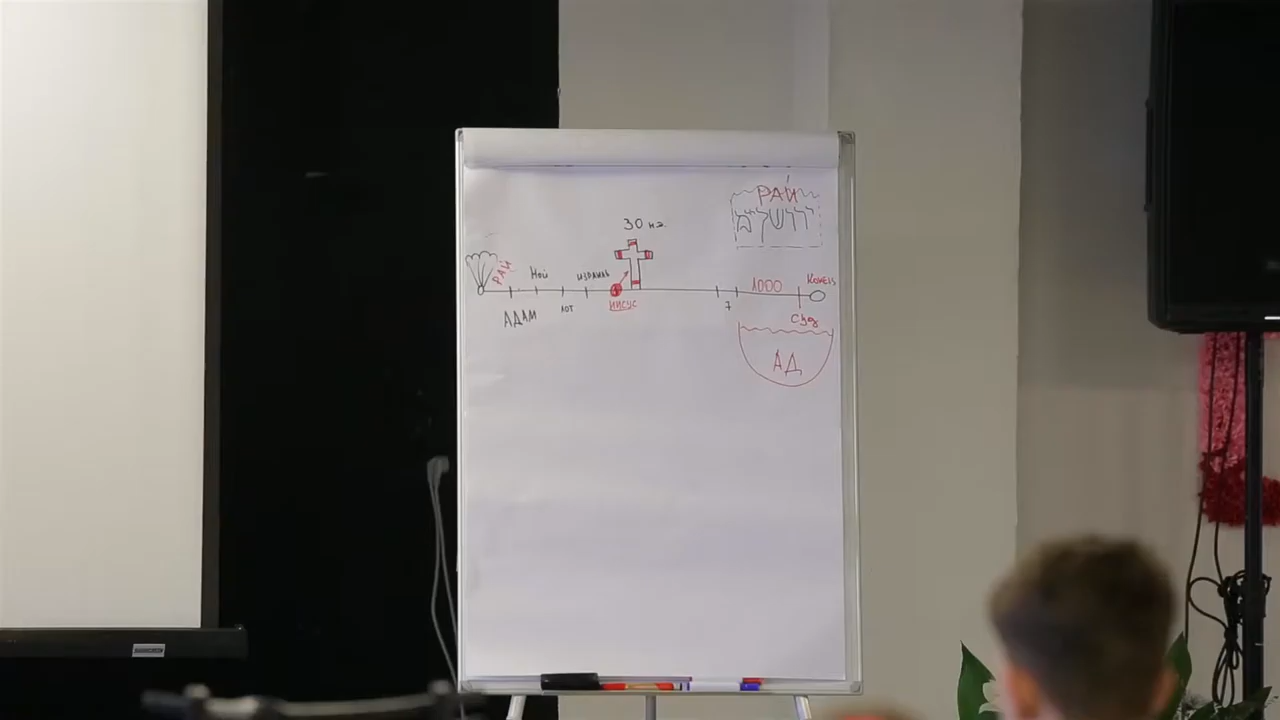 РАЙ
ירושלים
30 н.э.
РАЙ
Ной
ИЗРАИЛЬ
1000
Конец
АДАМ
ЛОТ
ИИСУС
7
Суд
АД